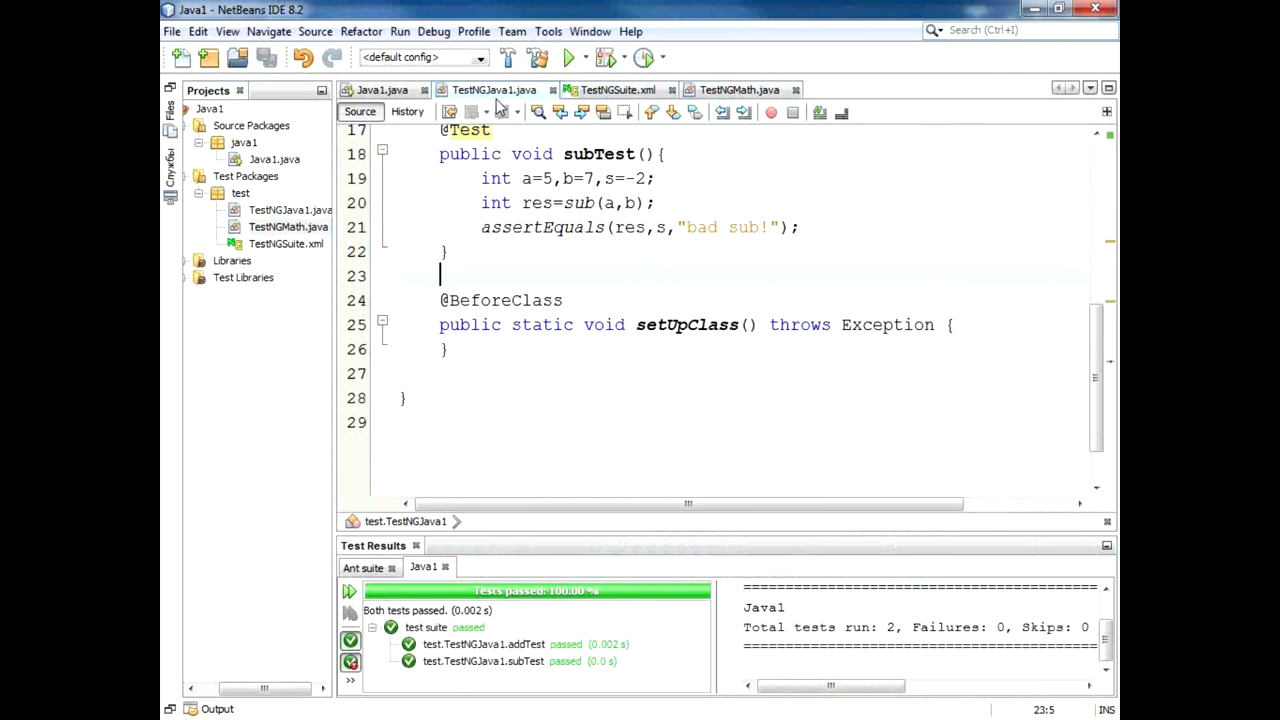 Java1 - NetBeans IDE 8.2
File Edit View Navigate Source Refactor Run Debug Profile Team Tools Window Help
Search (Ctrl+I)
<default config>
Projects
Java1.java TestNGJava1.java TestNGSuite.xml TestNGMath.java
Source History
Files
Службы
Java1
Source Packages
java1
Java1.java
Test Packages
test
TestNGJava1.java
TestNGMath.java
TestNGSuite.xml
Libraries
Test Libraries
17 @Test
18 public void subTest(){
19 int a=5,b=7,s=-2;
20 int res=sub(a,b);
21 assertEquals(res,s,"bad sub!");
22 }
23
24 @BeforeClass
25 public static void setUpClass() throws Exception {
26 }
27
28 }
29
test.TestNGJava1
Test Results
Ant suite Java1
Tests passed: 100.00 %
Both tests passed. (0.002 s)
test suite passed
test.TestNGJava1.addTest passed (0.002 s)
test.TestNGJava1.subTest passed (0.0 s)
===========================================
Java1
Total tests run: 2, Failures: 0, Skips: 0
===========================================
Output
23:5 INS